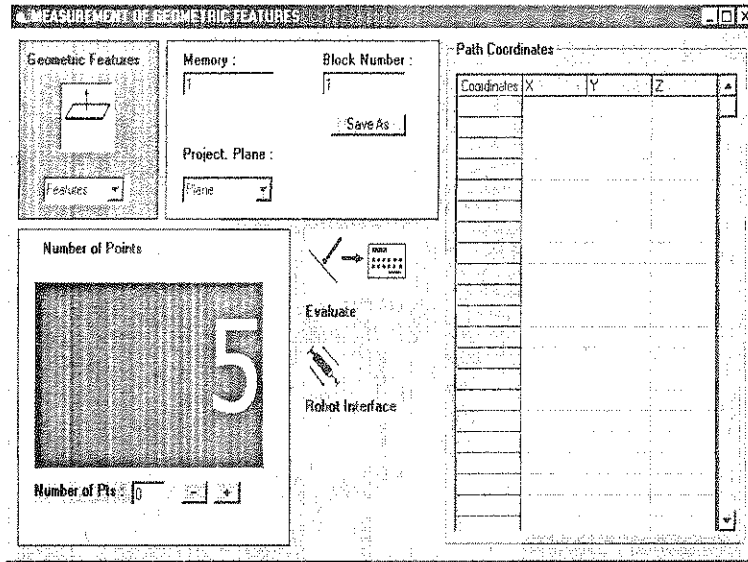 MEASUREMENT OF GEOMETRIC FEATURES
Geometric Features
Features
Memory :
1
Block Number :
1
Save As
Project. Plane :
Plane
Number of Points
5
Number of Pts : 0
- +
Evaluate
Robot Interface
Path Coordinates
Coordinates X Y Z